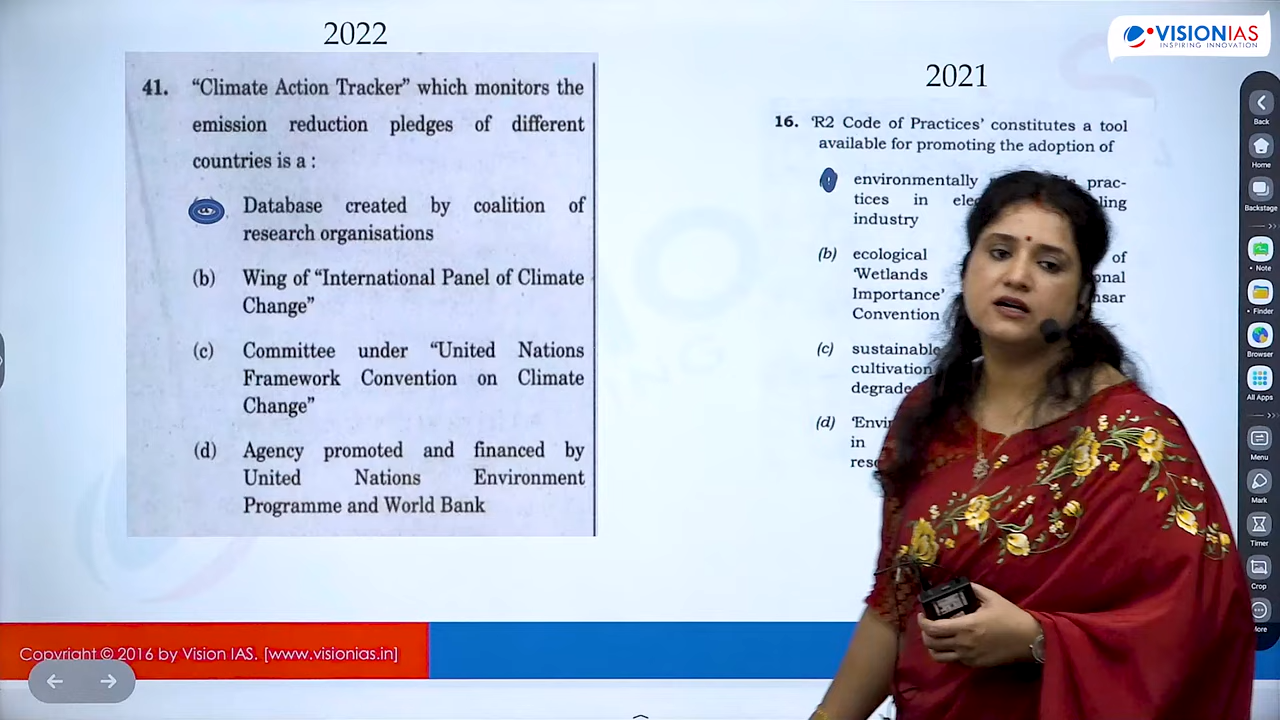 2022
41. “Climate Action Tracker” which monitors the
emission reduction pledges of different
countries is a :
Database created by coalition of
research organisations
(b) Wing of “International Panel of Climate
Change”
(c) Committee under “United Nations
Framework Convention on Climate
Change”
(d) Agency promoted and financed by
United Nations Environment
Programme and World Bank
2021
16. ‘R2 Code of Practices’ constitutes a tool
available for promoting the adoption of
environmentally prac-
tices in
industry
(b) ecological of
‘Wetlands
Importance’
Convention
(c) sustainable
cultivation
(d)
in
VISIONIAS
INSPIRING INNOVATION
Back
Home
Backstage
Note
Finder
Browser
All Apps
Menu
Mark
Timer
Crop
Copyright © 2016 by Vision IAS. [www.visionias.in]